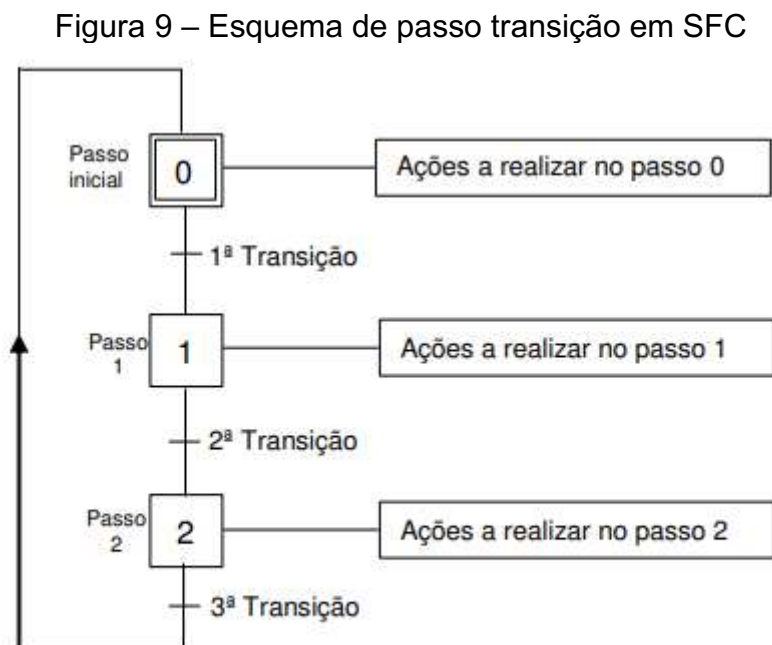 Figura 9 – Esquema de passo transição em SFC
Passo
inicial
0
Ações a realizar no passo 0
1ª Transição
Passo
1
1
Ações a realizar no passo 1
2ª Transição
Passo
2
2
Ações a realizar no passo 2
3ª Transição